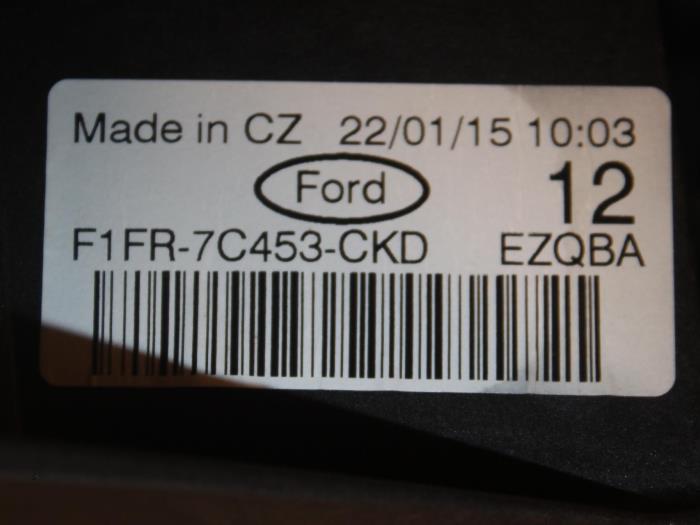 Made in CZ 22/01/15 10:03
Ford 12
F1FR-7C453-CKD EZQBA